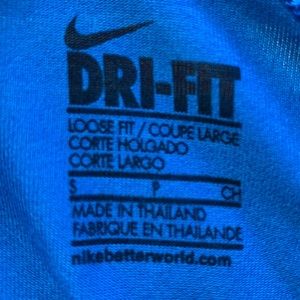 DRI-FIT
LOOSE FIT / COUPE LARGE
CORTE HOLGADO
CORTE LARGO
S P CH
MADE IN THAILAND
FABRIQUE EN THAILANDE
nikebetterworld.com